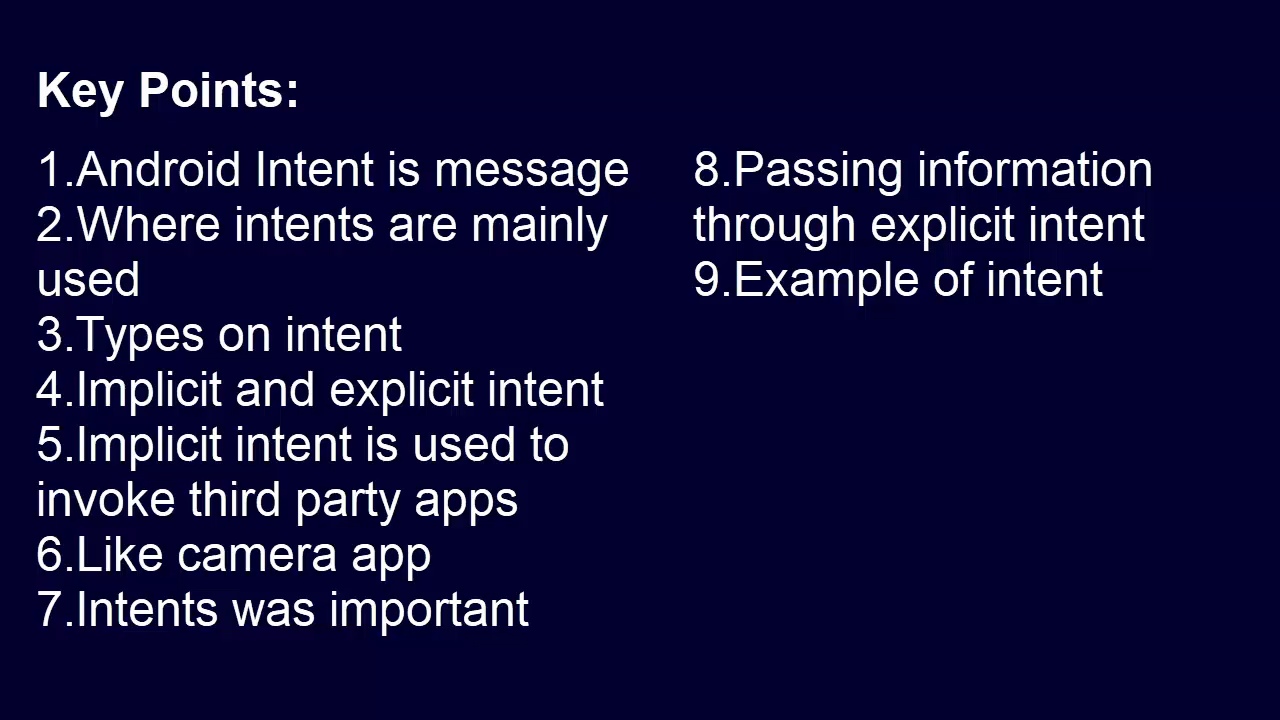 Key Points:
1.Android Intent is message
2.Where intents are mainly
used
3.Types on intent
4.Implicit and explicit intent
5.Implicit intent is used to
invoke third party apps
6.Like camera app
7.Intents was important
8.Passing information
through explicit intent
9.Example of intent